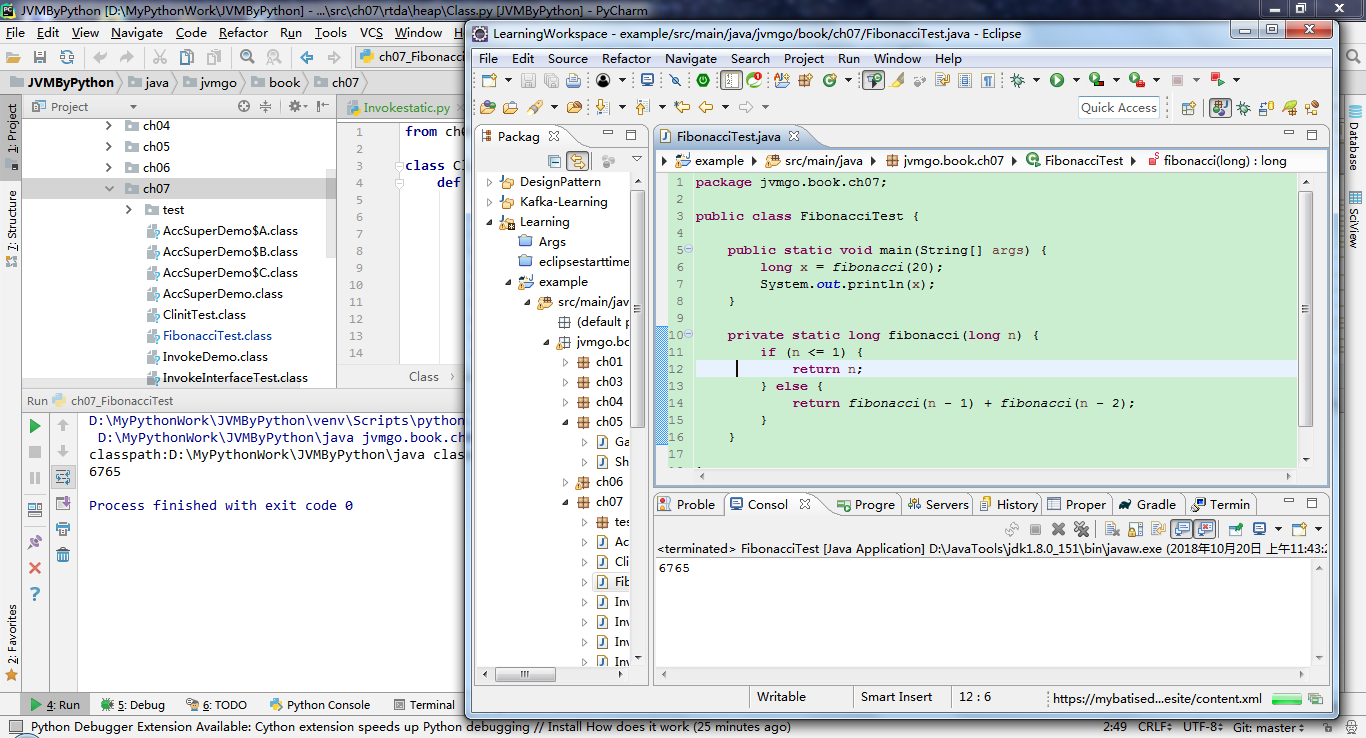 JVMByPython [D:\MyPythonWork\JVMByPython] - ...\src\ch07\rtda\heap\Class.py [JVMByPython] - PyCharm
File Edit View Navigate Code Refactor Run Tools VCS Window
ch07_Fibonacci
JVMByPython java jvmgo book ch07
Project
Invokestatic.py
1: Project
7: Structure
2: Favorites
ch04
ch05
ch06
ch07
test
AccSuperDemo$A.class
AccSuperDemo$B.class
AccSuperDemo$C.class
AccSuperDemo.class
ClinitTest.class
FibonacciTest.class
InvokeDemo.class
InvokeInterfaceTest.class
1 from ch0
2
3 class Cl
4 def
5
6
7
8
9
10
11
12
13
14
Class
Run ch07_FibonacciTest
D:\MyPythonWork\JVMByPython\venv\Scripts\python
D:\MyPythonWork\JVMByPython\java jvmgo.book.ch
classpath:D:\MyPythonWork\JVMByPython\java clas
6765
Process finished with exit code 0
4: Run 5: Debug 6: TODO Python Console Terminal
Python Debugger Extension Available: Cython extension speeds up Python debugging // Install How does it work (25 minutes ago)
2:49 CRLF UTF-8 Git: master
Database
SciView
LearningWorkspace - example/src/main/java/jvmgo/book/ch07/FibonacciTest.java - Eclipse
File Edit Source Refactor Navigate Search Project Run Window Help
Quick Access
Packag
DesignPattern
Kafka-Learning
Learning
Args
eclipsestarttime
example
src/main/jav
(default p
jvmgo.bo
ch01
ch03
ch04
ch05
Ga
Sh
ch06
ch07
tes
Ac
Cli
Fib
Inv
Inv
Inv
Inv
FibonacciTest.java
example src/main/java jvmgo.book.ch07 FibonacciTest fibonacci(long) : long
1 package jvmgo.book.ch07;
2
3 public class FibonacciTest {
4
5 public static void main(String[] args) {
6 long x = fibonacci(20);
7 System.out.println(x);
8 }
9
10 private static long fibonacci(long n) {
11 if (n <= 1) {
12 return n;
13 } else {
14 return fibonacci(n - 1) + fibonacci(n - 2);
15 }
16 }
17
Proble Consol Progre Servers History Proper Gradle Termin
<terminated> FibonacciTest [Java Application] D:\JavaTools\jdk1.8.0_151\bin\javaw.exe (2018年10月20日 上午11:43:2
6765
Writable Smart Insert 12 : 6 https://mybatised...esite/content.xml